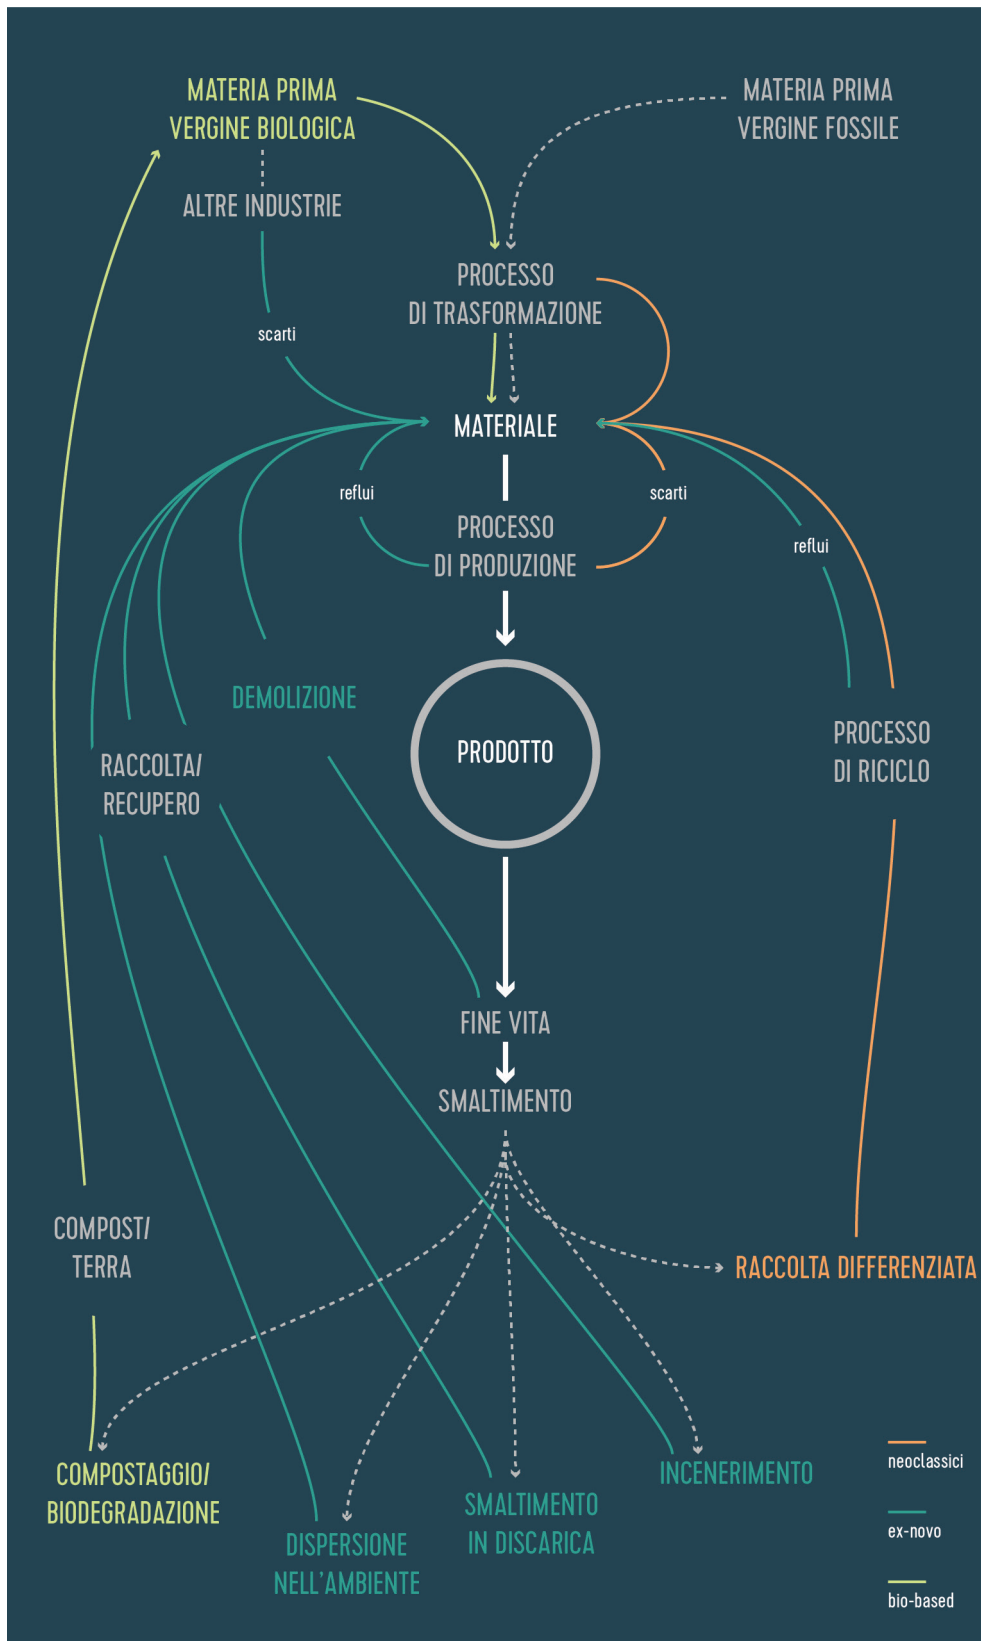 MATERIA PRIMA
VERGINE BIOLOGICA
MATERIA PRIMA
VERGINE FOSSILE
ALTRE INDUSTRIE
PROCESSO
DI TRASFORMAZIONE
scarti
MATERIALE
reflui
scarti
PROCESSO
DI PRODUZIONE
reflui
DEMOLIZIONE
PRODOTTO
PROCESSO
DI RICICLO
RACCOLTA/
RECUPERO
FINE VITA
SMALTIMENTO
COMPOST/
TERRA
RACCOLTA DIFFERENZIATA
COMPOSTAGGIO/
BIODEGRADAZIONE
DISPERSIONE
NELL'AMBIENTE
SMALTIMENTO
IN DISCARICA
INCENERIMENTO
neoclassici
ex-novo
bio-based